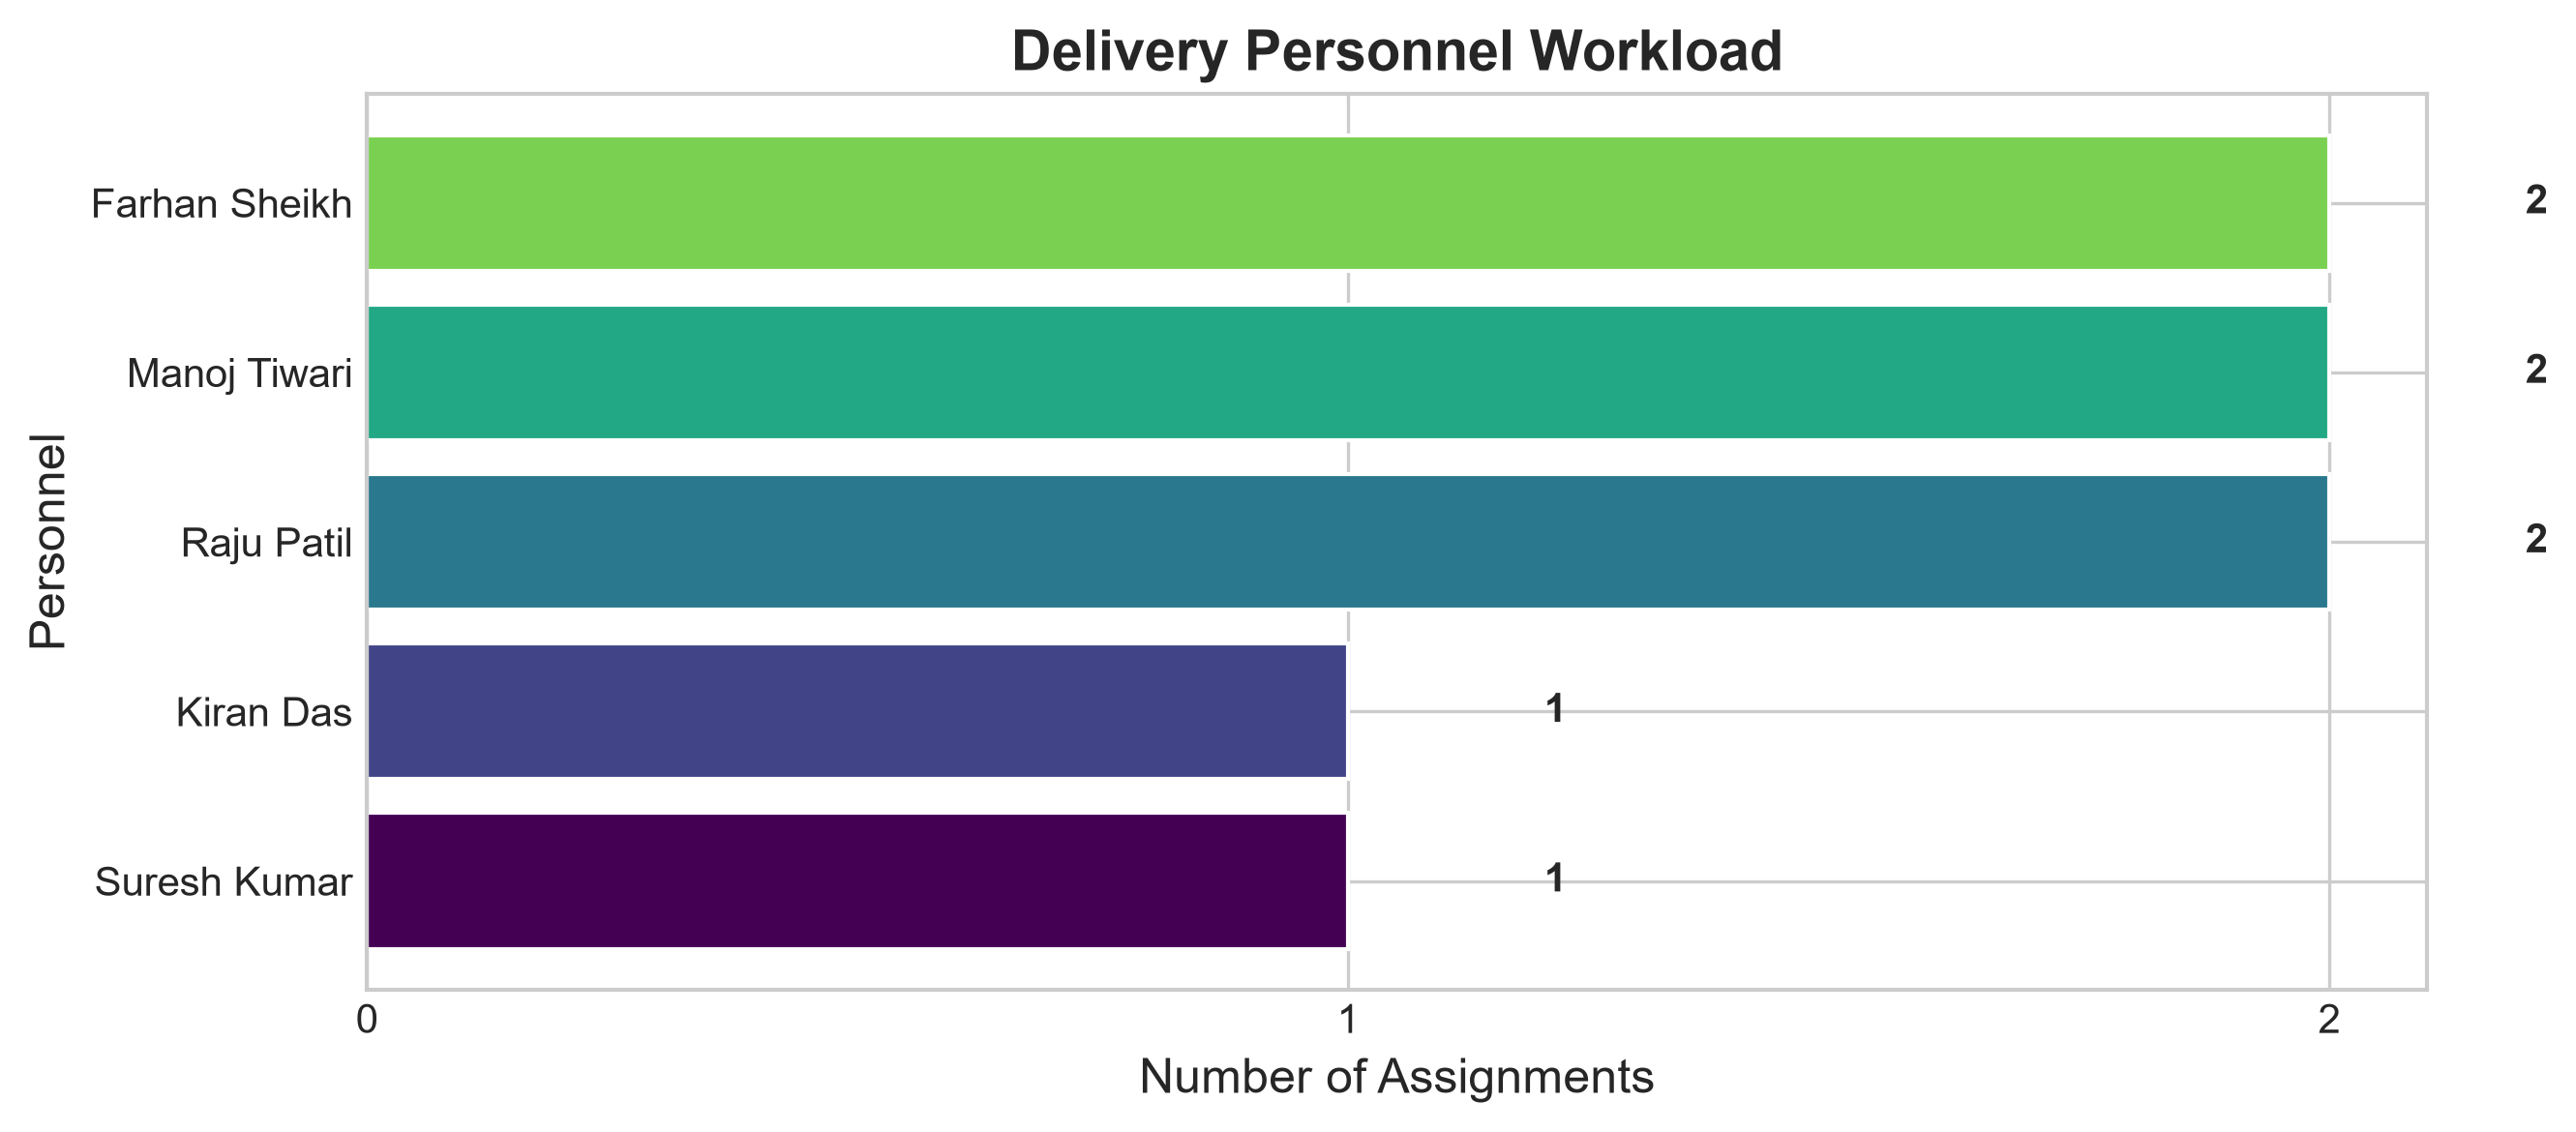 Delivery Personnel Workload
Farhan Sheikh 2
Manoj Tiwari 2
Raju Patil 2
Kiran Das 1
Suresh Kumar 1
Personnel
0 1 2
Number of Assignments